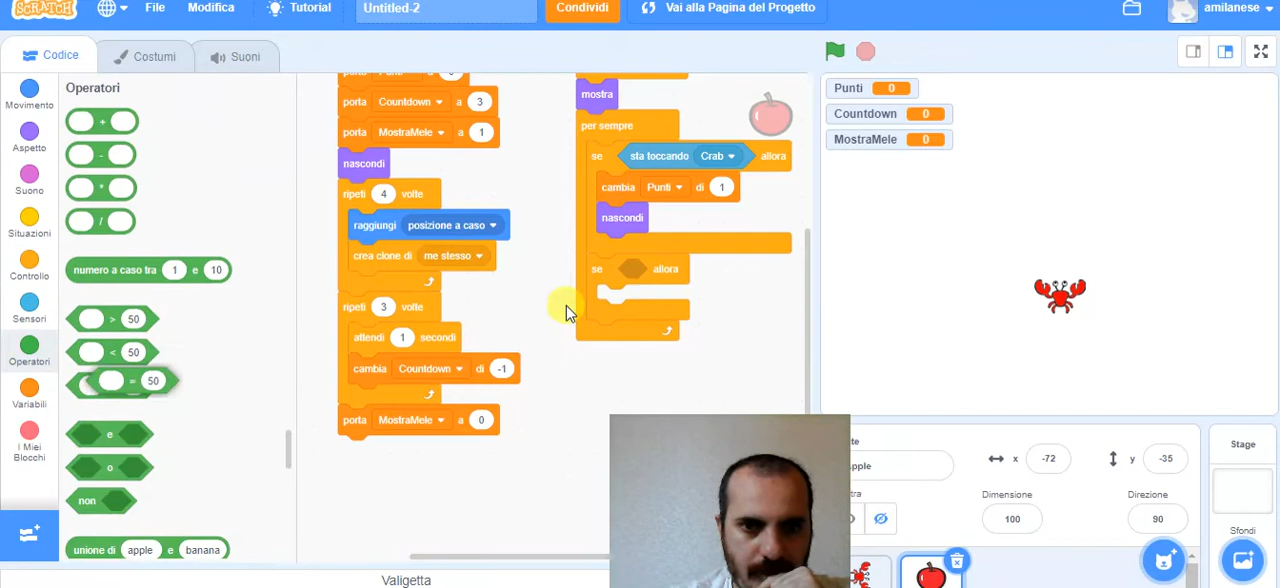 SCRATCH File Modifica Tutorial Untitled-2 Condividi Vai alla Pagina del Progetto amilanese
Codice Costumi Suoni
Movimento
Aspetto
Suono
Situazioni
Controllo
Sensori
Operatori
Variabili
I Miei
Blocchi
Operatori
+
-
*
/
numero a caso tra 1 e 10
> 50
< 50
= 50
e
o
non
unione di apple e banana
porta Countdown a 3
porta MostraMele a 1
nascondi
ripeti 4 volte
raggiungi posizione a caso
crea clone di me stesso
ripeti 3 volte
attendi 1 secondi
cambia Countdown di -1
porta MostraMele a 0
mostra
per sempre
se sta toccando Crab allora
cambia Punti di 1
nascondi
se allora
Valigetta
Punti 0
Countdown 0
MostraMele 0
x -72 y -35
Dimensione Direzione
100 90
Stage
Sfondi